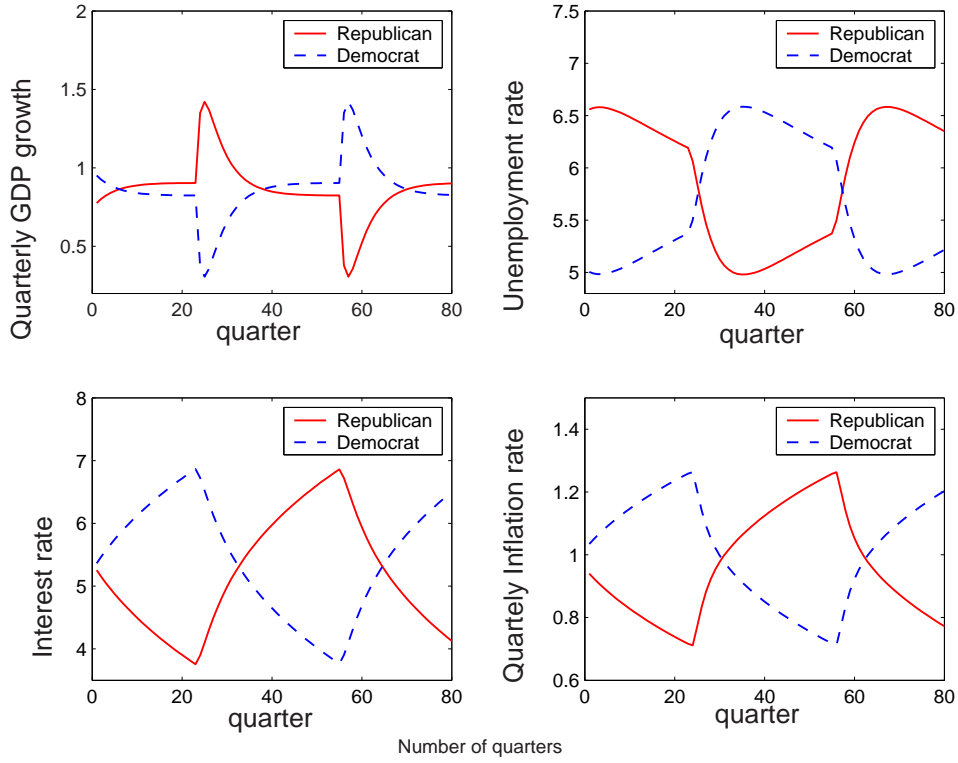 2
1.5
1
0.5
0
20
40
60
80
Quarterly GDP growth
quarter
Republican
Democrat
7.5
7
6.5
6
5.5
5
0
20
40
60
80
Unemployment rate
quarter
Republican
Democrat
8
7
6
5
4
0
20
40
60
80
Interest rate
quarter
Republican
Democrat
1.4
1.2
1
0.8
0.6
0
20
40
60
80
Quartely Inflation rate
quarter
Republican
Democrat
Number of quarters